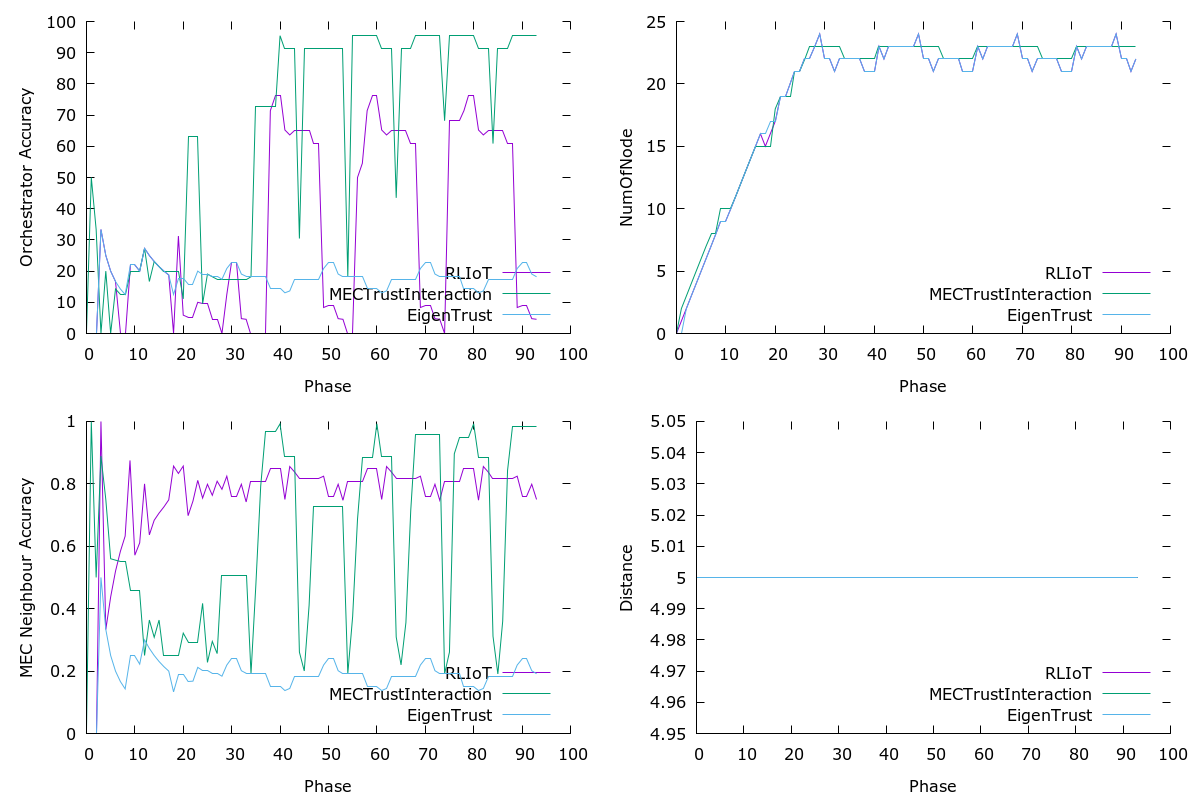 100
90
80
70
60
50
40
30
20
10
0
Orchestrator Accuracy
RLIoT
MECTrustInteraction
EigenTrust
0 10 20 30 40 50 60 70 80 90 100
Phase
25
20
15
10
5
0
NumOfNode
RLIoT
MECTrustInteraction
EigenTrust
0 10 20 30 40 50 60 70 80 90 100
Phase
1
0.8
0.6
0.4
0.2
0
MEC Neighbour Accuracy
RLIoT
MECTrustInteraction
EigenTrust
0 10 20 30 40 50 60 70 80 90 100
Phase
5.05
5.04
5.03
5.02
5.01
5
4.99
4.98
4.97
4.96
4.95
Distance
RLIoT
MECTrustInteraction
EigenTrust
0 10 20 30 40 50 60 70 80 90 100
Phase